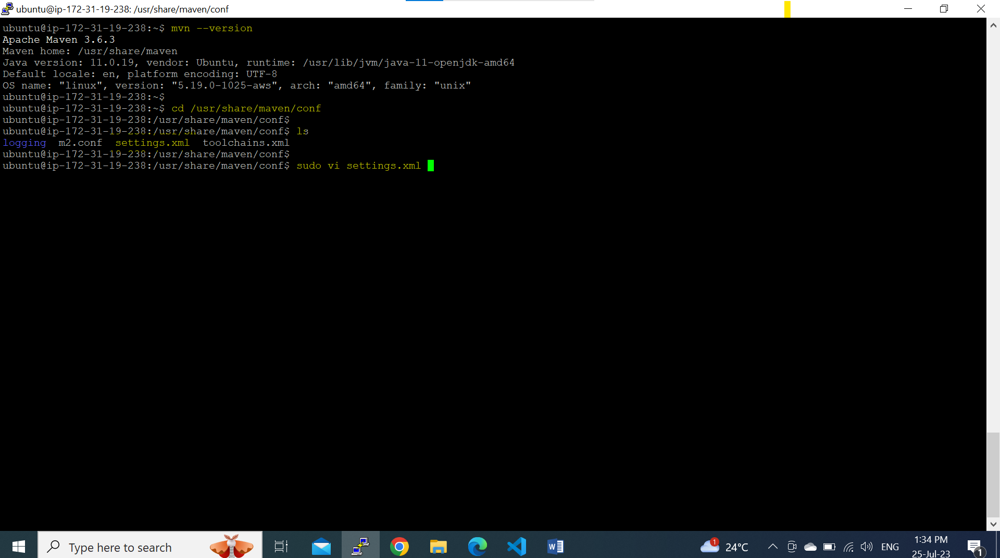 ubuntu@ip-172-31-19-238: /usr/share/maven/conf
ubuntu@ip-172-31-19-238:~$ mvn --version
Apache Maven 3.6.3
Maven home: /usr/share/maven
Java version: 11.0.19, vendor: Ubuntu, runtime: /usr/lib/jvm/java-11-openjdk-amd64
Default locale: en, platform encoding: UTF-8
OS name: "linux", version: "5.19.0-1025-aws", arch: "amd64", family: "unix"
ubuntu@ip-172-31-19-238:~$
ubuntu@ip-172-31-19-238:~$ cd /usr/share/maven/conf
ubuntu@ip-172-31-19-238:/usr/share/maven/conf$
ubuntu@ip-172-31-19-238:/usr/share/maven/conf$ ls
logging  m2.conf  settings.xml  toolchains.xml
ubuntu@ip-172-31-19-238:/usr/share/maven/conf$
ubuntu@ip-172-31-19-238:/usr/share/maven/conf$ sudo vi settings.xml
Type here to search
W
1
24°C
ENG
1:34 PM
25-Jul-23
1